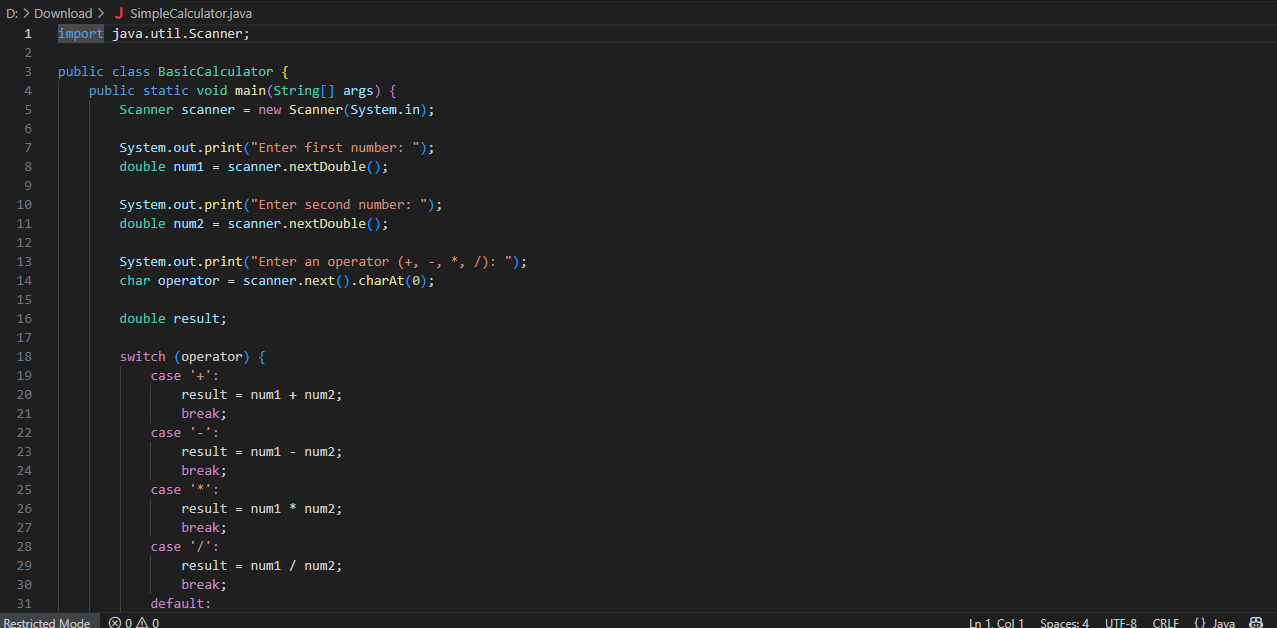 D: > Download > J SimpleCalculator.java
1 import java.util.Scanner;
2
3 public class BasicCalculator {
4     public static void main(String[] args) {
5         Scanner scanner = new Scanner(System.in);
6
7         System.out.print("Enter first number: ");
8         double num1 = scanner.nextDouble();
9
10         System.out.print("Enter second number: ");
11         double num2 = scanner.nextDouble();
12
13         System.out.print("Enter an operator (+, -, *, /): ");
14         char operator = scanner.next().charAt(0);
15
16         double result;
17
18         switch (operator) {
19             case '+':
20                 result = num1 + num2;
21                 break;
22             case '-':
23                 result = num1 - num2;
24                 break;
25             case '*':
26                 result = num1 * num2;
27                 break;
28             case '/':
29                 result = num1 / num2;
30                 break;
31             default:
Restricted Mode 0 0 Ln 1, Col 1 Spaces: 4 UTF-8 CRLF {} Java